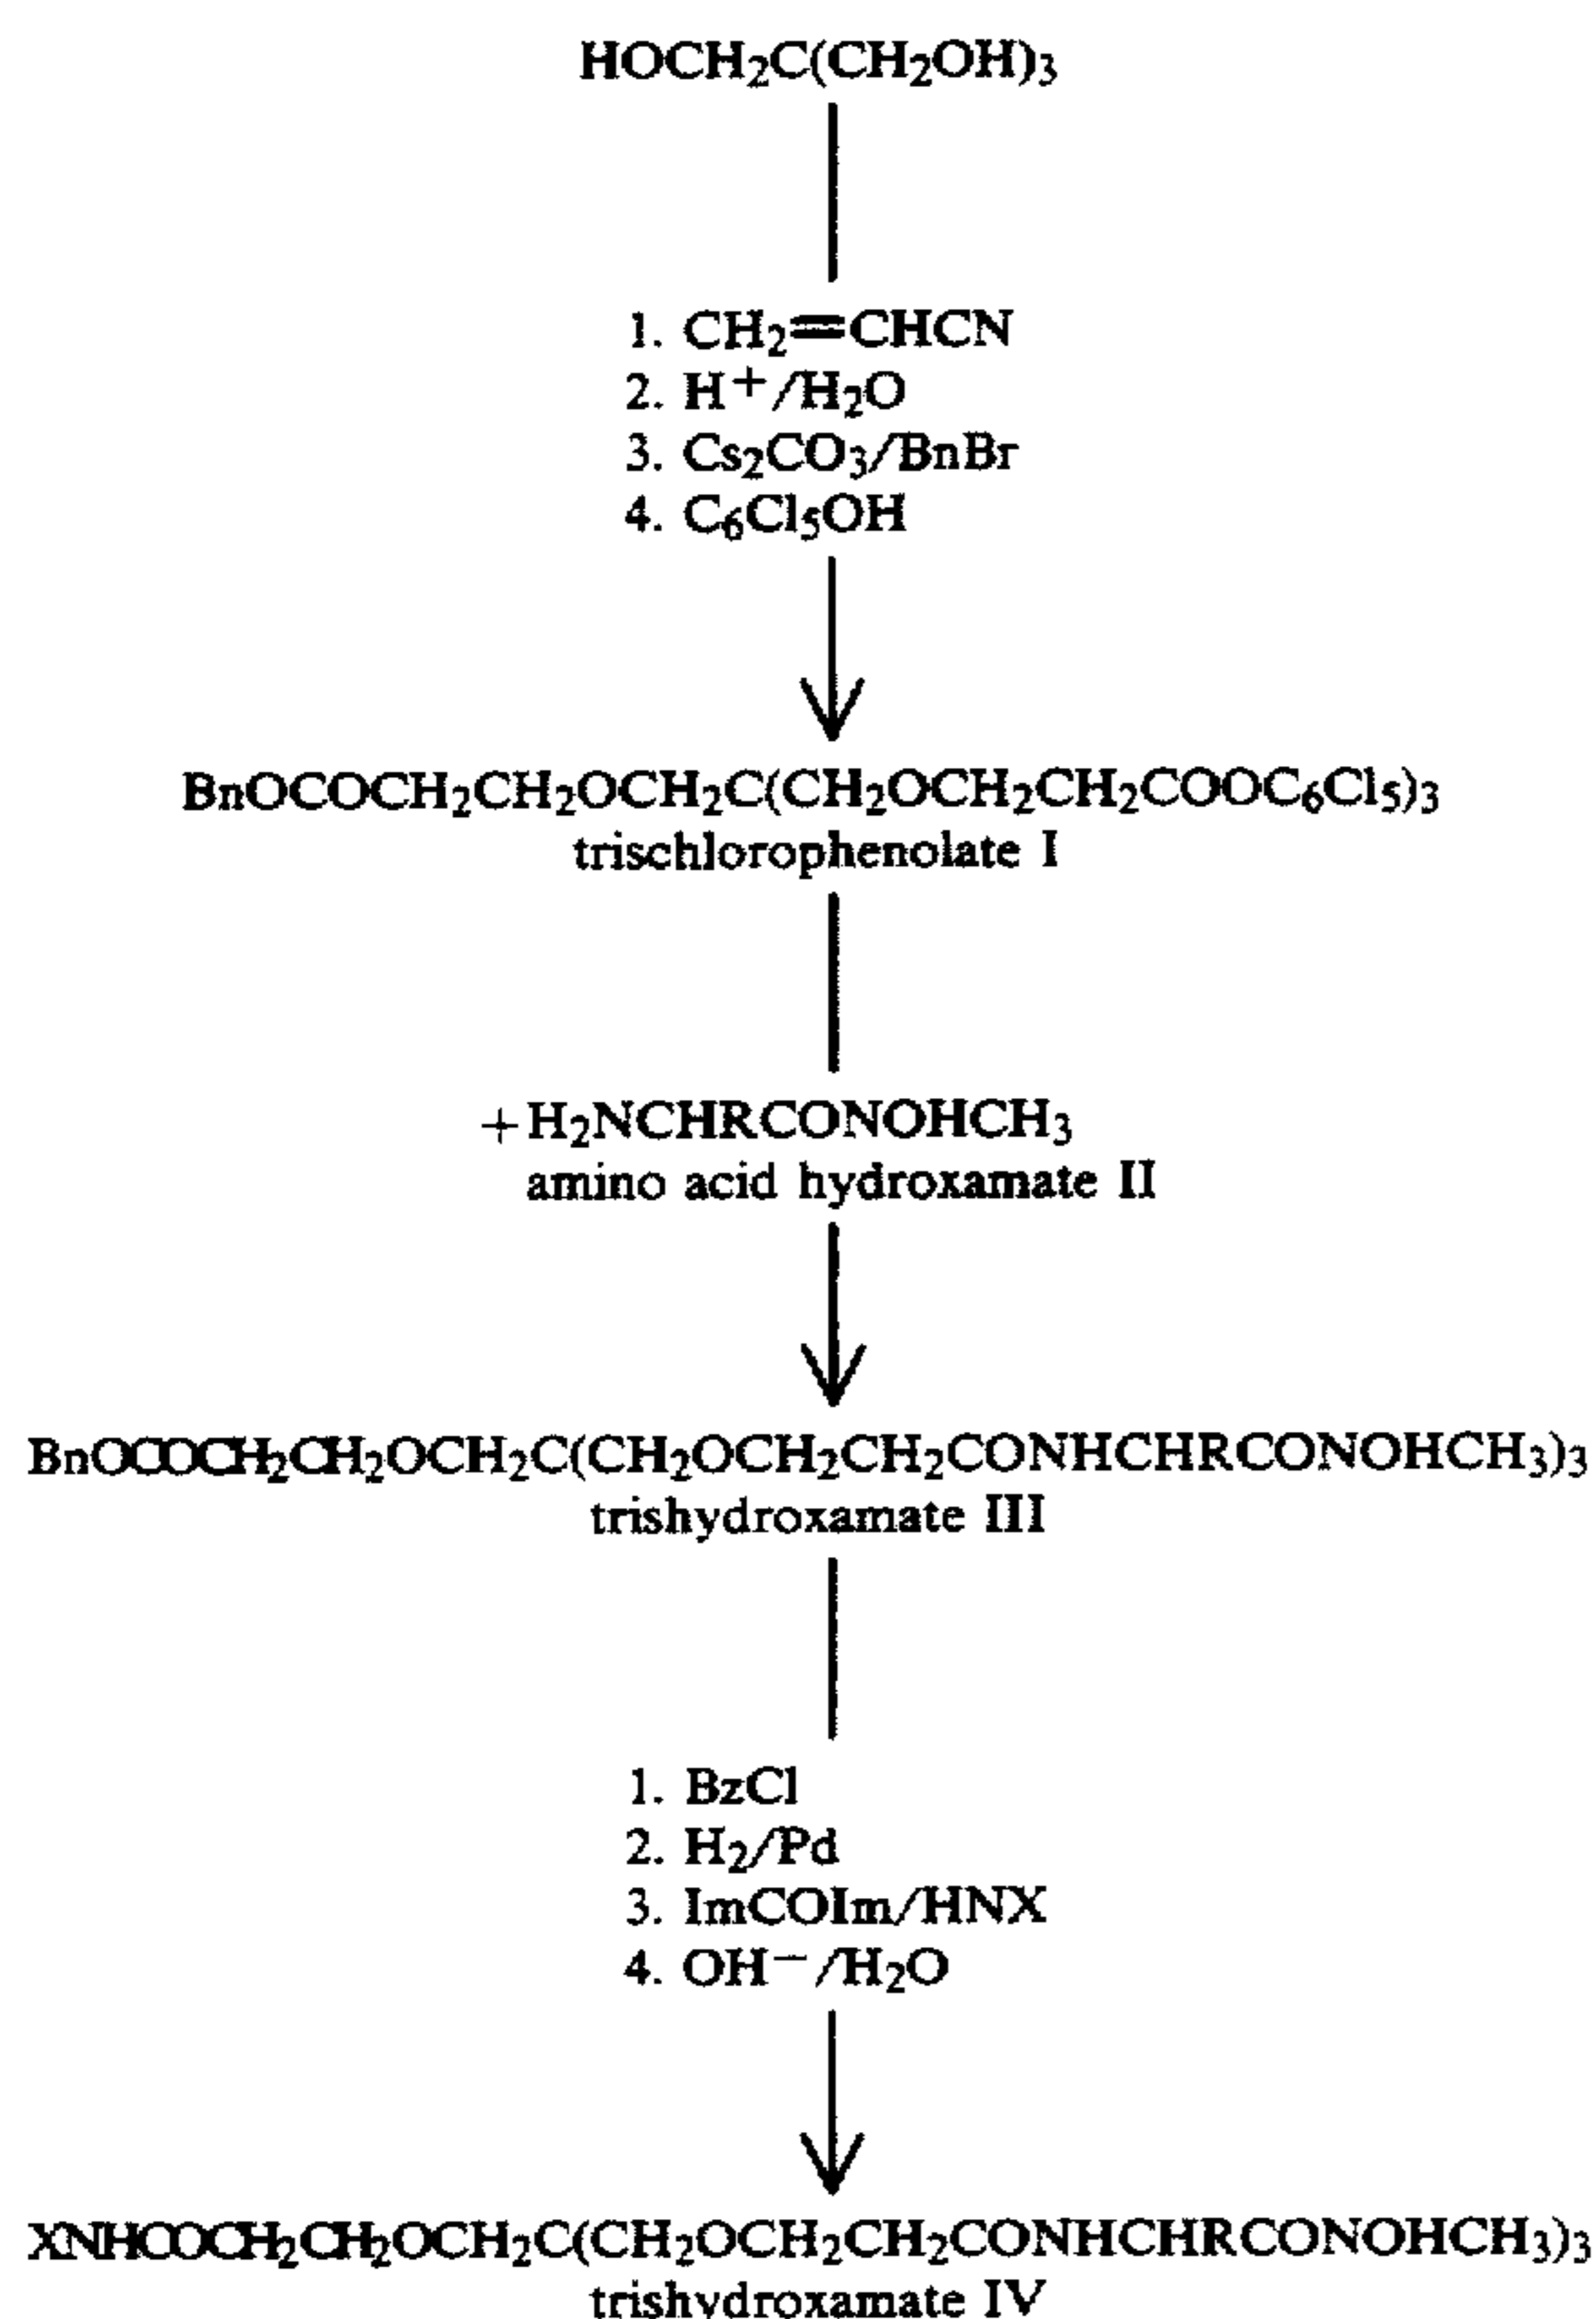 HOCH₂C(CH₂OH)₃
1. CH₂=CHCN
2. H⁺/H₂O
3. Cs₂CO₃/BnBr
4. C₆Cl₅OH
BnOCOCH₂CH₂OCH₂C(CH₂OCH₂CH₂COOC₆Cl₅)₃
trischlorophenolate I
+H₂NCHRCONOHCH₃
amino acid hydroxamate II
BnOCOCH₂CH₂OCH₂C(CH₂OCH₂CH₂CONHCHRCONOHCH₃)₃
trishydroxamate III
1. BzCl
2. H₂/Pd
3. ImCOIm/HNX
4. OH⁻/H₂O
XNHCOCH₂CH₂OCH₂C(CH₂OCH₂CH₂CONHCHRCONOHCH₃)₃
trishydroxamate IV